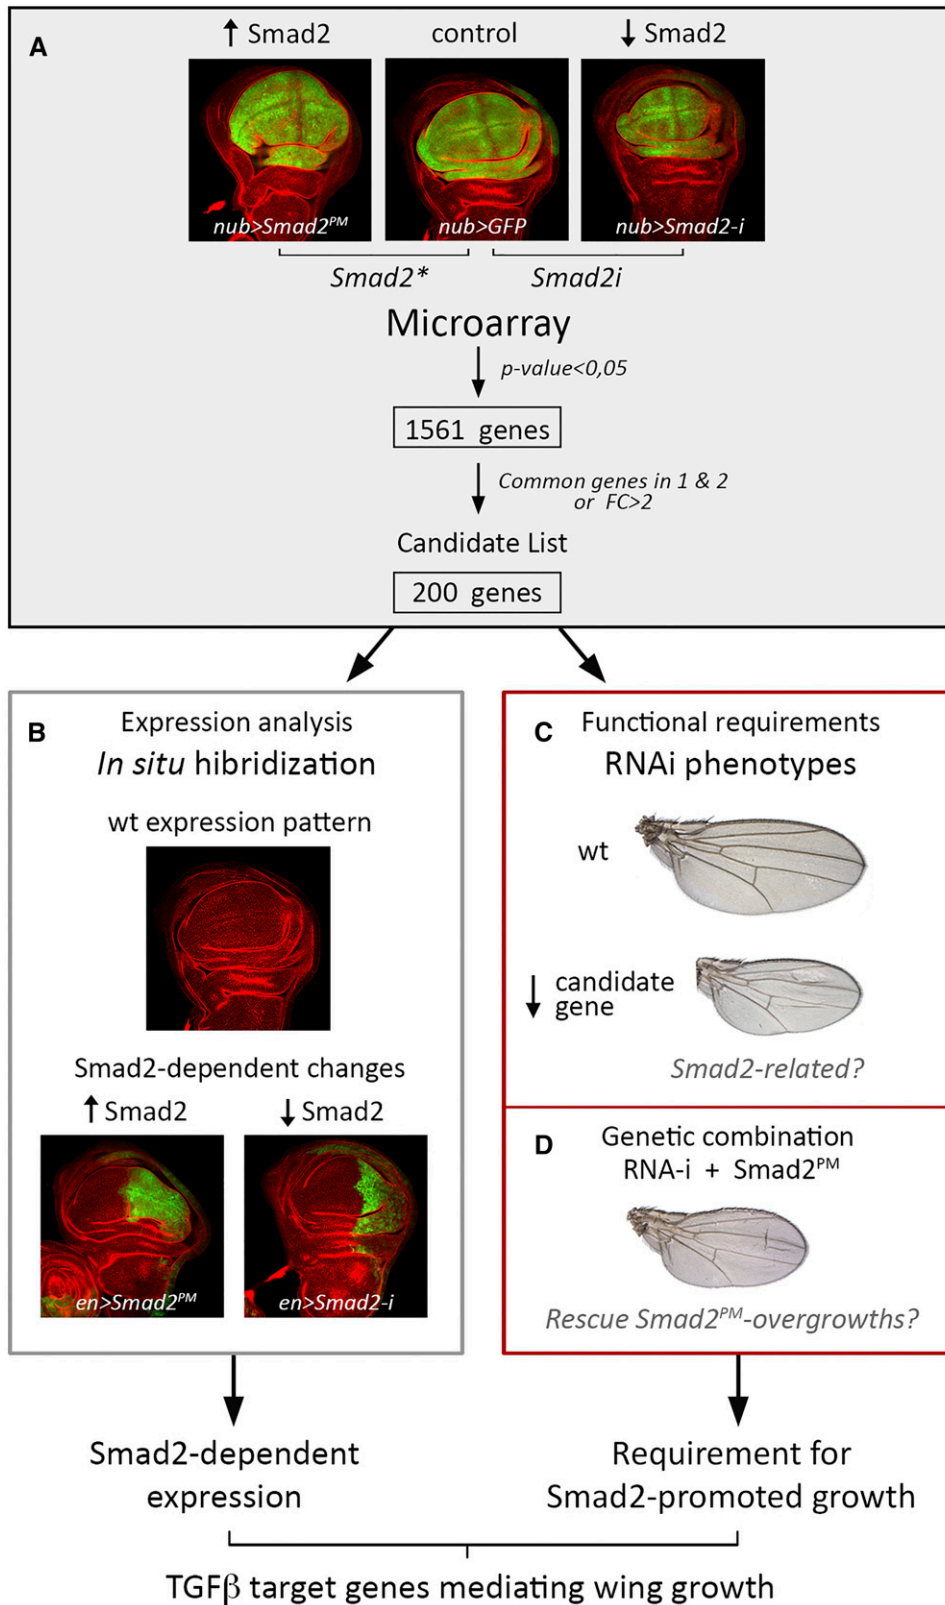 A
↑ Smad2
control
↓ Smad2
nub>Smad2PM
nub>GFP
nub>Smad2-i
Smad2*
Smad2i
Microarray
p-value<0,05
1561 genes
Common genes in 1 & 2
or FC>2
Candidate List
200 genes
B
Expression analysis
In situ hibridization
wt expression pattern
Smad2-dependent changes
↑ Smad2
↓ Smad2
en>Smad2PM
en>Smad2-i
C
Functional requirements
RNAi phenotypes
wt
↓ candidate
gene
Smad2-related?
D
Genetic combination
RNA-i + Smad2PM
Rescue Smad2PM-overgrowths?
Smad2-dependent
expression
Requirement for
Smad2-promoted growth
TGFβ target genes mediating wing growth